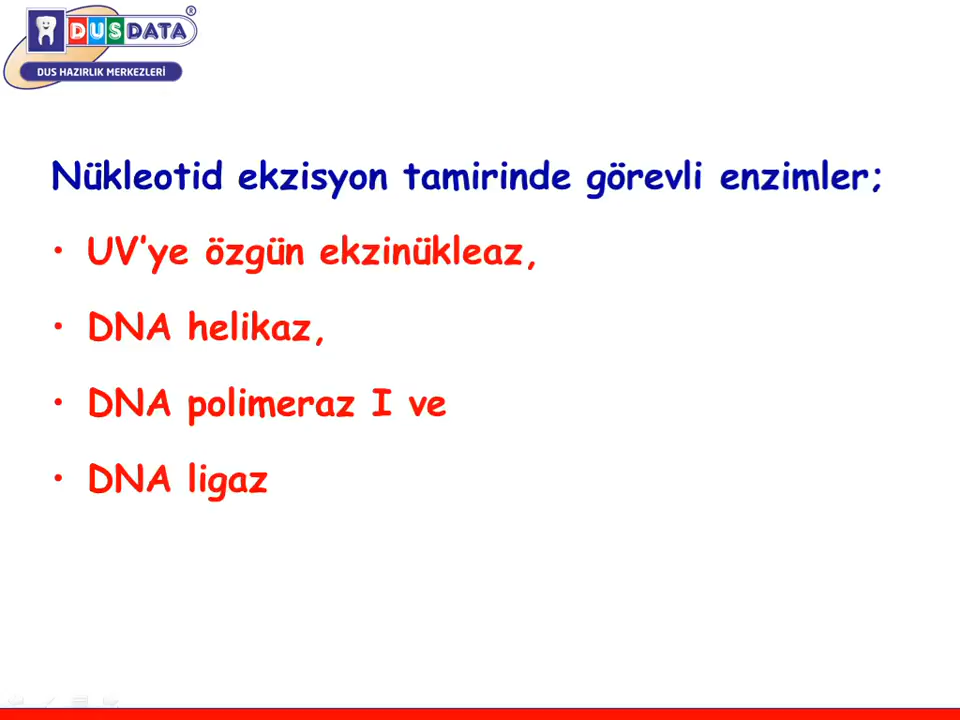 DUSDATA®
DUS HAZIRLIK MERKEZLERİ
Nükleotid ekzisyon tamirinde görevli enzimler;
• UV'ye özgün ekzinükleaz,
• DNA helikaz,
• DNA polimeraz I ve
• DNA ligaz